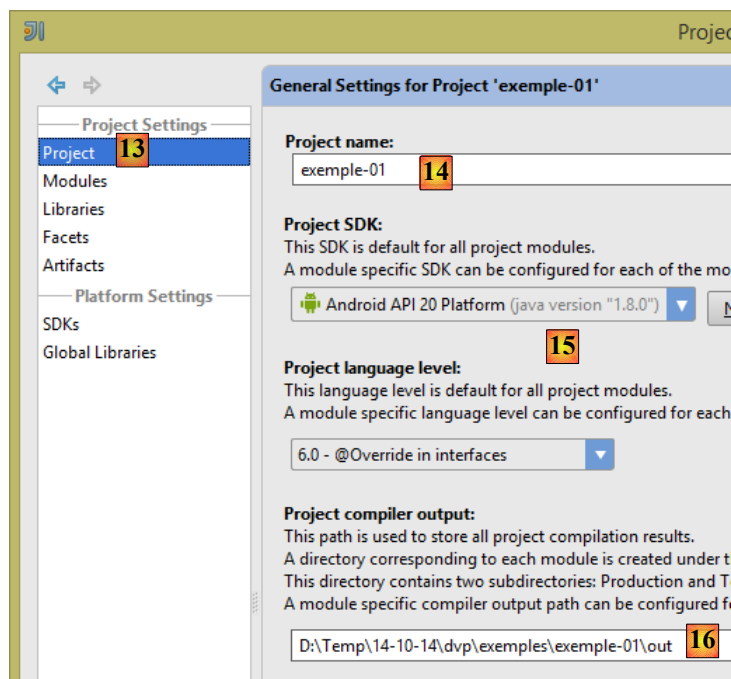 Projec
General Settings for Project 'exemple-01'
Project Settings
Project 13
Modules
Libraries
Facets
Artifacts
Platform Settings
SDKs
Global Libraries
Project name:
exemple-01 14
Project SDK:
This SDK is default for all project modules.
A module specific SDK can be configured for each of the mo
Android API 20 Platform (java version "1.8.0") N
15
Project language level:
This language level is default for all project modules.
A module specific language level can be configured for each
6.0 - @Override in interfaces
Project compiler output:
This path is used to store all project compilation results.
A directory corresponding to each module is created under t
This directory contains two subdirectories: Production and T
A module specific compiler output path can be configured f
D:\Temp\14-10-14\dvp\exemples\exemple-01\out 16